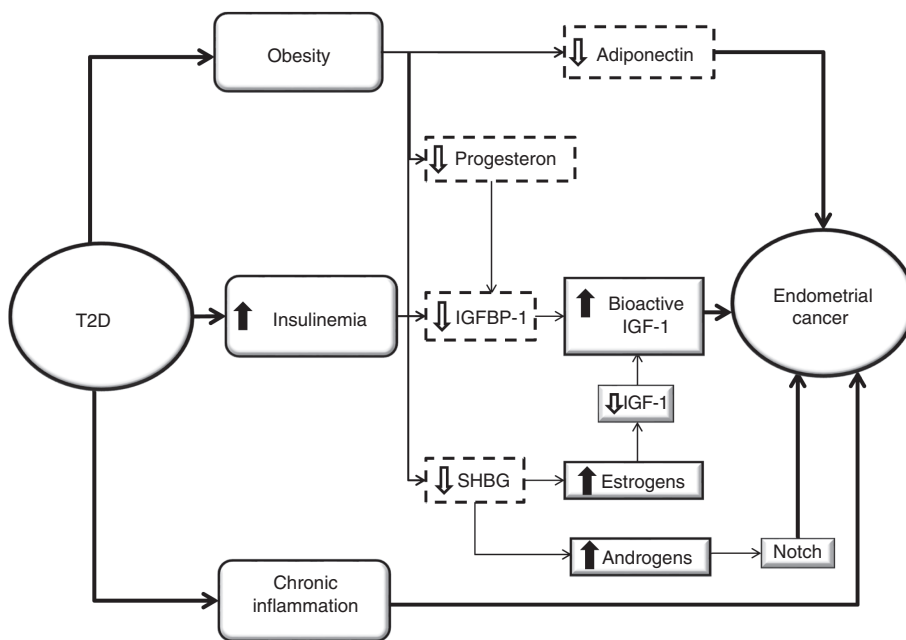 Obesity
Adiponectin
Progesteron
T2D
Insulinemia
IGFBP-1
Bioactive
IGF-1
Endometrial
cancer
IGF-1
SHBG
Estrogens
Androgens
Notch
Chronic
inflammation